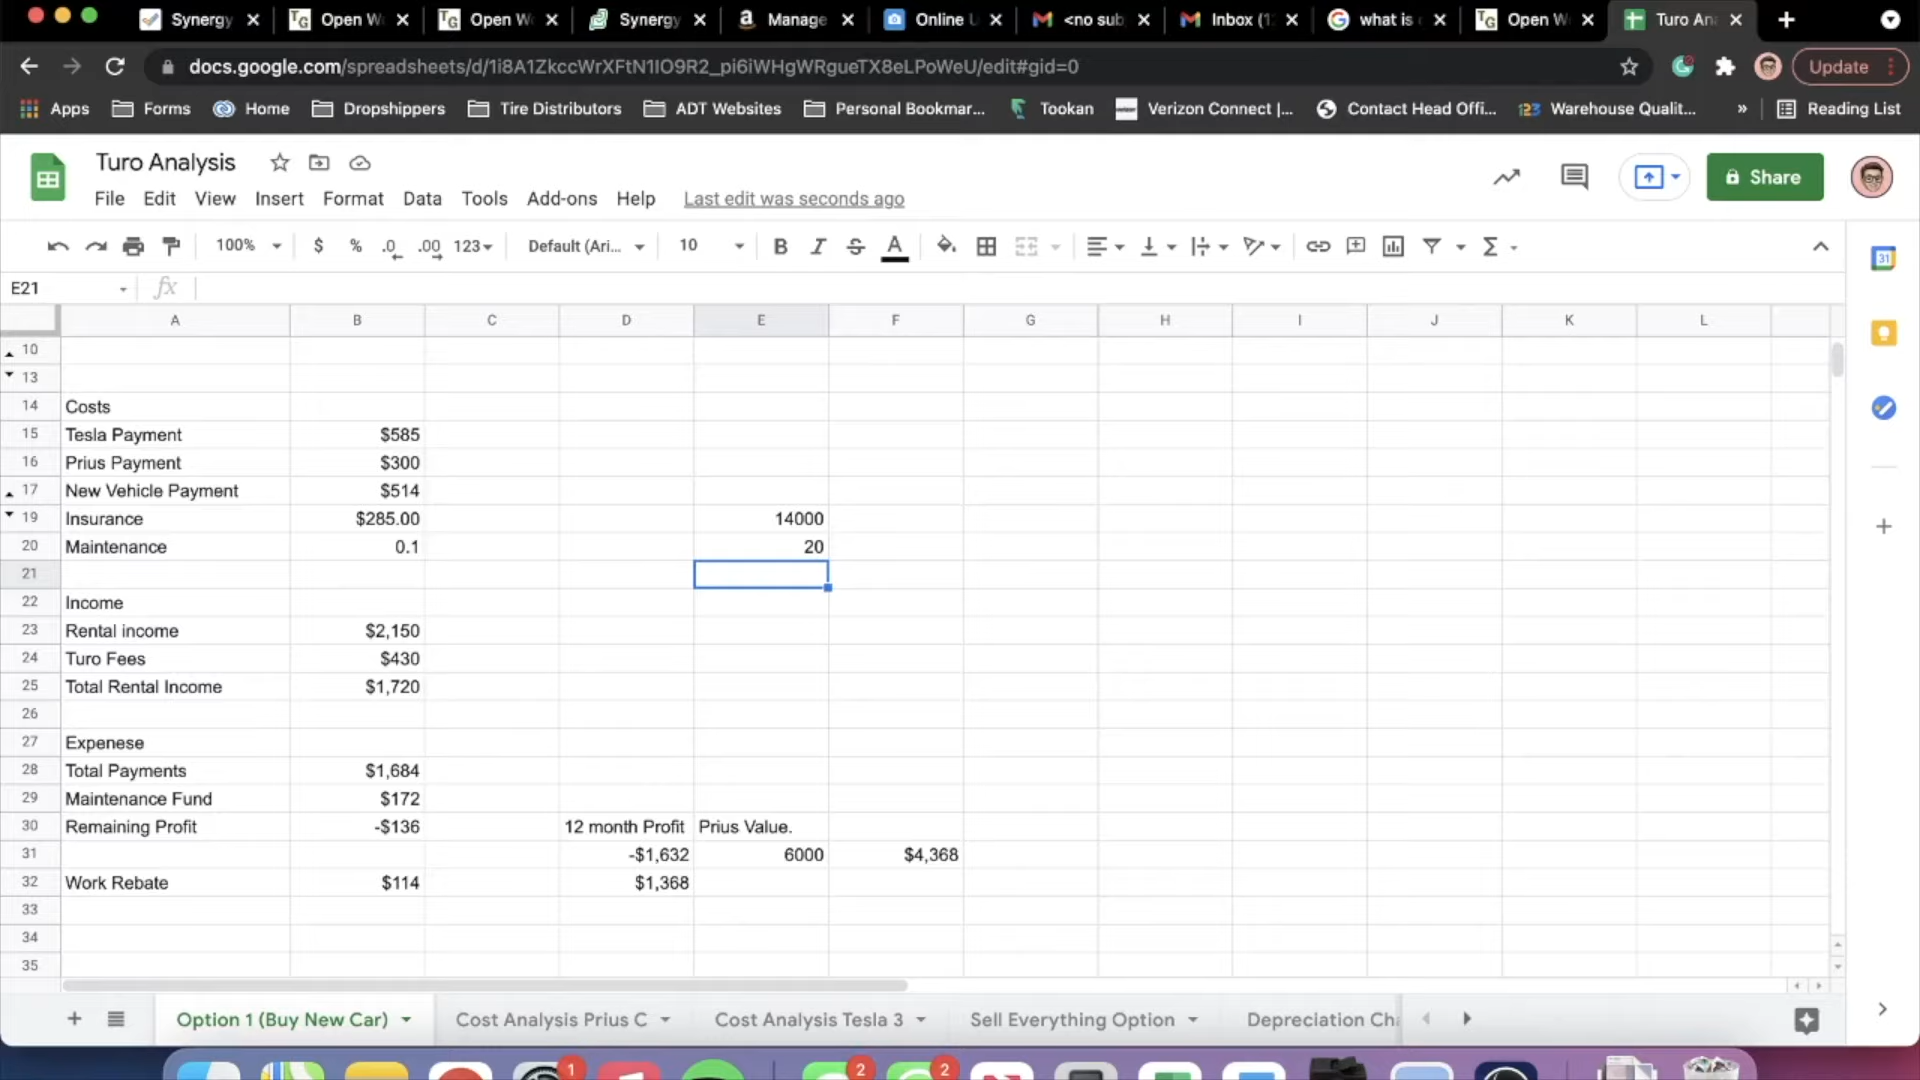 Synergy
Open W
Open W
Synergy
Manage
Online
<no sub
Inbox (1
what is
Open W
Turo An
docs.google.com/spreadsheets/d/1i8A1ZkccWrXFtN1IO9R2_pi6iWHgWRgueTX8eLPoWeU/edit#gid=0
Update
Apps
Forms
Home
Dropshippers
Tire Distributors
ADT Websites
Personal Bookmar...
Tookan
Verizon Connect |...
Contact Head Offi...
Warehouse Qualit...
»
Reading List
Turo Analysis
File Edit View Insert Format Data Tools Add-ons Help Last edit was seconds ago
Share
100% $ % .0 .00 123 Default (Ari... 10 B I S A Σ
31
E21 fx
A B C D E F G H I J K L
10
13
14 Costs
15 Tesla Payment $585
16 Prius Payment $300
17 New Vehicle Payment $514
19 Insurance $285.00 14000
20 Maintenance 0.1 20
21
22 Income
23 Rental income $2,150
24 Turo Fees $430
25 Total Rental Income $1,720
26
27 Expenese
28 Total Payments $1,684
29 Maintenance Fund $172
30 Remaining Profit -$136 12 month Profit Prius Value.
31 -$1,632 6000 $4,368
32 Work Rebate $114 $1,368
33
34
35
Option 1 (Buy New Car)
Cost Analysis Prius C
Cost Analysis Tesla 3
Sell Everything Option
Depreciation Cha
1
2
2